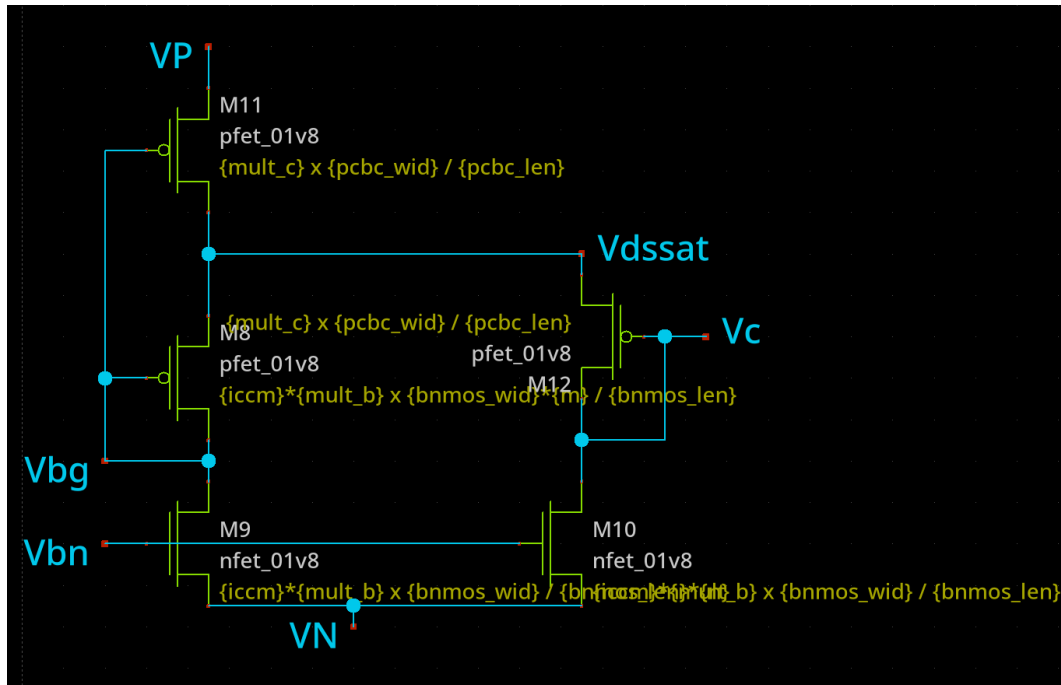 VP
M11
pfet_01v8
{mult_c} x {pcbc_wid} / {pcbc_len}
Vdssat
{mult_c} x {pcbc_wid} / {pcbc_len}
M8
Vc
pfet_01v8
pfet_01v8
M12
{iccm}*{mult_b} x {bnmos_wid}*{m} / {bnmos_len}
Vbg
M9
M10
Vbn
nfet_01v8
nfet_01v8
{iccm}*{mult_b} x {bnmos_wid} /
x {bnmos_wid} / {bnmos_len}
VN